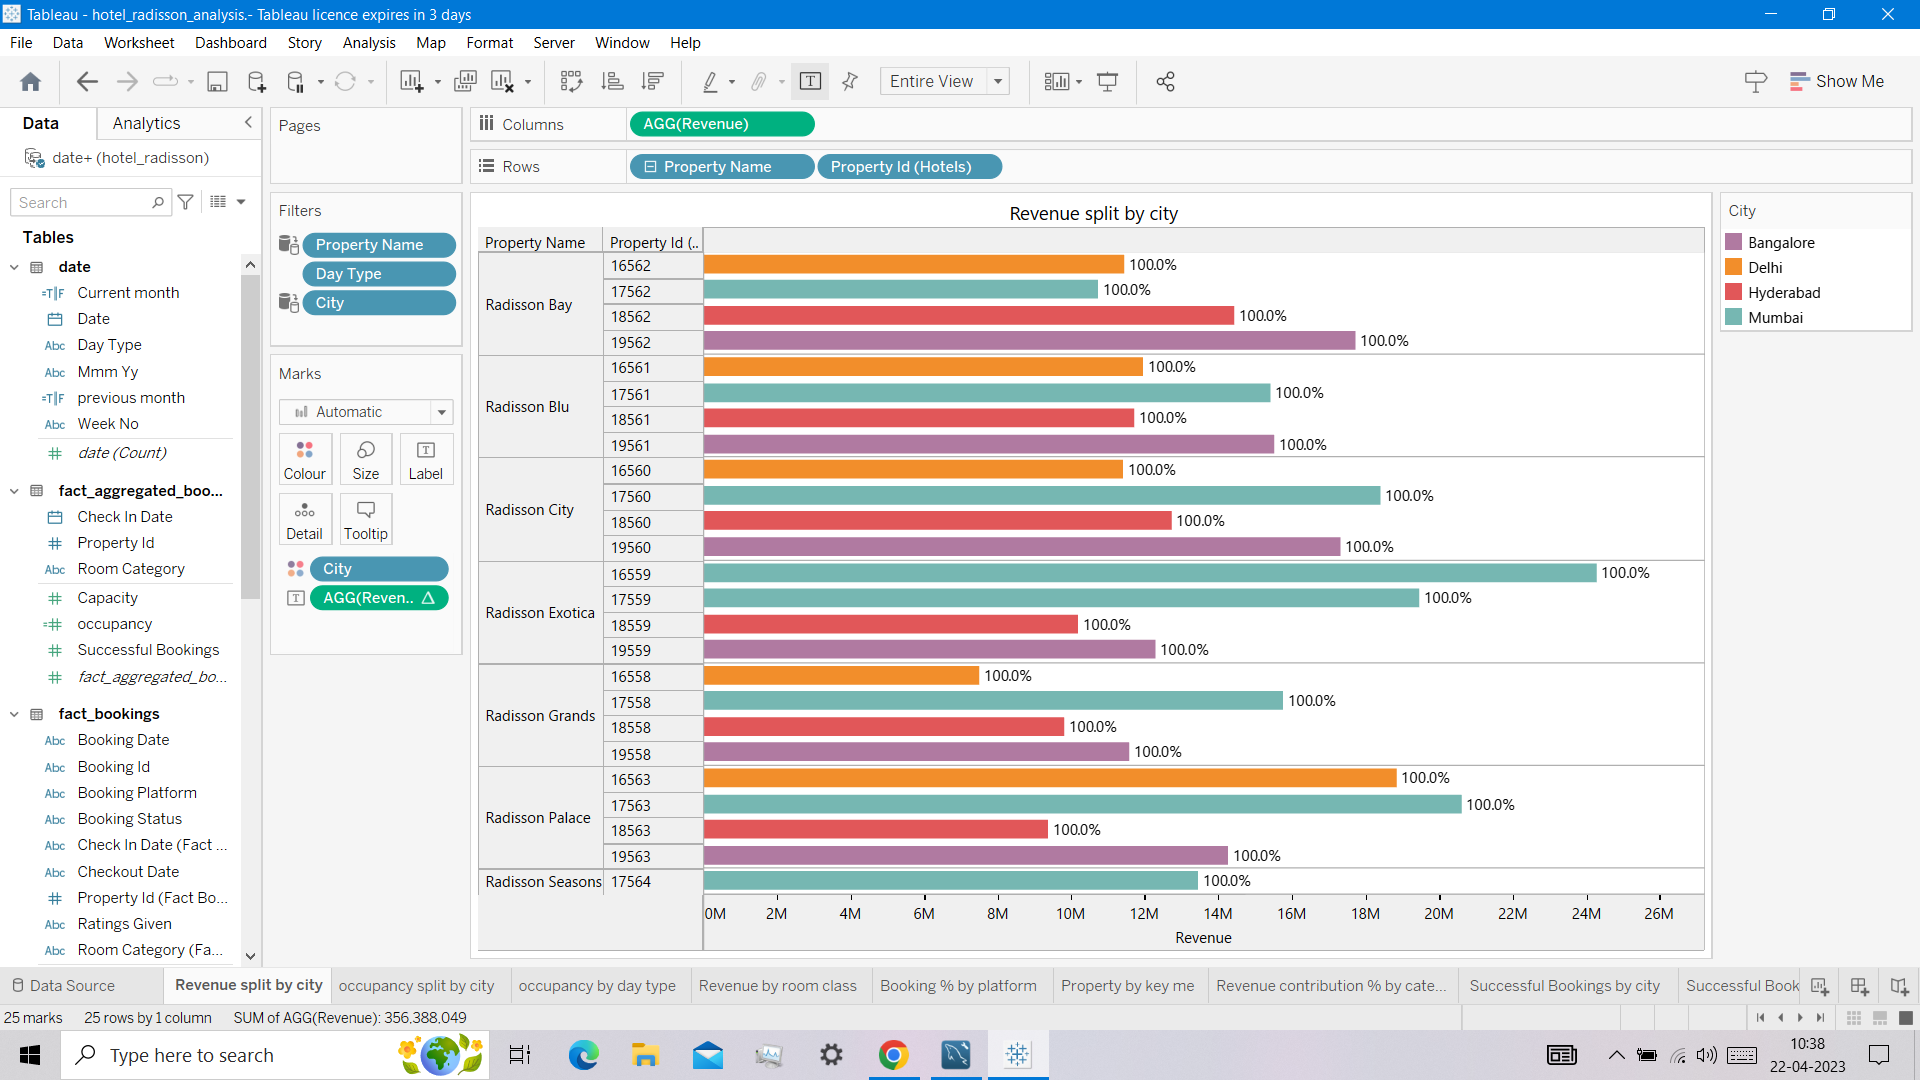 Tableau - hotel_radisson_analysis.- Tableau licence expires in 3 days
File Data Worksheet Dashboard Story Analysis Map Format Server Window Help
Entire View
Show Me
Data Analytics
date+ (hotel_radisson)
Search
Tables
date
=T|F Current month
Date
Abc Day Type
Abc Mmm Yy
=T|F previous month
Abc Week No
date (Count)
fact_aggregated_boo...
Check In Date
Property Id
Abc Room Category
Capacity
occupancy
Successful Bookings
fact_aggregated_bo...
fact_bookings
Abc Booking Date
Abc Booking Id
Abc Booking Platform
Abc Booking Status
Abc Check In Date (Fact ...
Abc Checkout Date
Property Id (Fact Bo...
Abc Ratings Given
Abc Room Category (Fa...
Pages
Filters
Property Name
Day Type
City
Marks
Automatic
Colour Size Label
Detail Tooltip
City
AGG(Reven..
Columns AGG(Revenue)
Rows Property Name Property Id (Hotels)
Revenue split by city
Property Name Property Id (..
Radisson Bay
16562 100.0%
17562 100.0%
18562 100.0%
19562 100.0%
Radisson Blu
16561 100.0%
17561 100.0%
18561 100.0%
19561 100.0%
Radisson City
16560 100.0%
17560 100.0%
18560 100.0%
19560 100.0%
Radisson Exotica
16559 100.0%
17559 100.0%
18559 100.0%
19559 100.0%
Radisson Grands
16558 100.0%
17558 100.0%
18558 100.0%
19558 100.0%
Radisson Palace
16563 100.0%
17563 100.0%
18563 100.0%
19563 100.0%
Radisson Seasons 17564 100.0%
0M 2M 4M 6M 8M 10M 12M 14M 16M 18M 20M 22M 24M 26M
Revenue
City
Bangalore
Delhi
Hyderabad
Mumbai
Data Source Revenue split by city occupancy split by city occupancy by day type Revenue by room class Booking % by platform Property by key me Revenue contribution % by cate... Successful Bookings by city Successful Book
25 marks 25 rows by 1 column SUM of AGG(Revenue): 356,388,049
Type here to search
10:38
22-04-2023